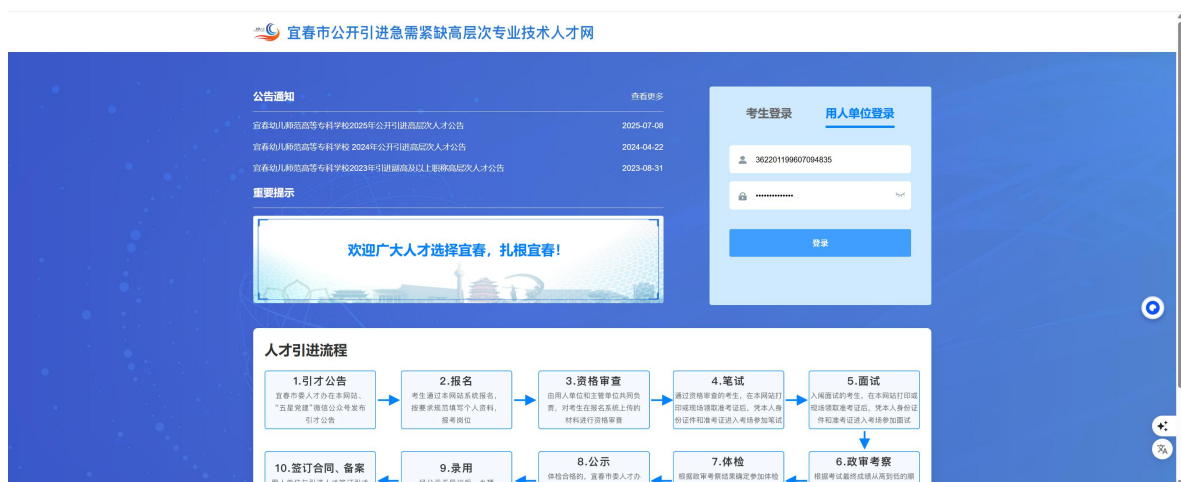 宜春市公开引进急需紧缺高层次专业技术人才网
公告通知
查看更多
宜春幼儿师范高等专科学校2025年公开引进高层次人才公告
2025-07-08
宜春幼儿师范高等专科学校 2024年公开引进高层次人才公告
2024-04-22
宜春幼儿师范高等专科学校2023年引进副高及以上职称高层次人才公告
2023-08-31
重要提示
欢迎广大人才选择宜春，扎根宜春！
考生登录
用人单位登录
362201199607094835
••••••••••••••
登录
人才引进流程
1.引才公告
宜春市委人才办在本网站、
“五星党建”微信公众号发布
引才公告
2.报名
考生通过本网站系统报名，
按要求规范填写个人资料，
报考岗位
3.资格审查
由用人单位和主管单位共同负
责，对考生在报名系统上传的
材料进行资格审查
4.笔试
通过资格审查的考生，在本网站打
印或现场领取准考证后，凭本人身
份证件和准考证进入考场参加笔试
5.面试
入闱面试的考生，在本网站打印或
现场领取准考证后，凭本人身份证
件和准考证进入考场参加面试
10.签订合同、备案
9.录用
8.公示
体检合格的，宜春市委人才办
7.体检
根据政审考察结果确定参加体检
6.政审考察
根据考试最终成绩从高到低的顺